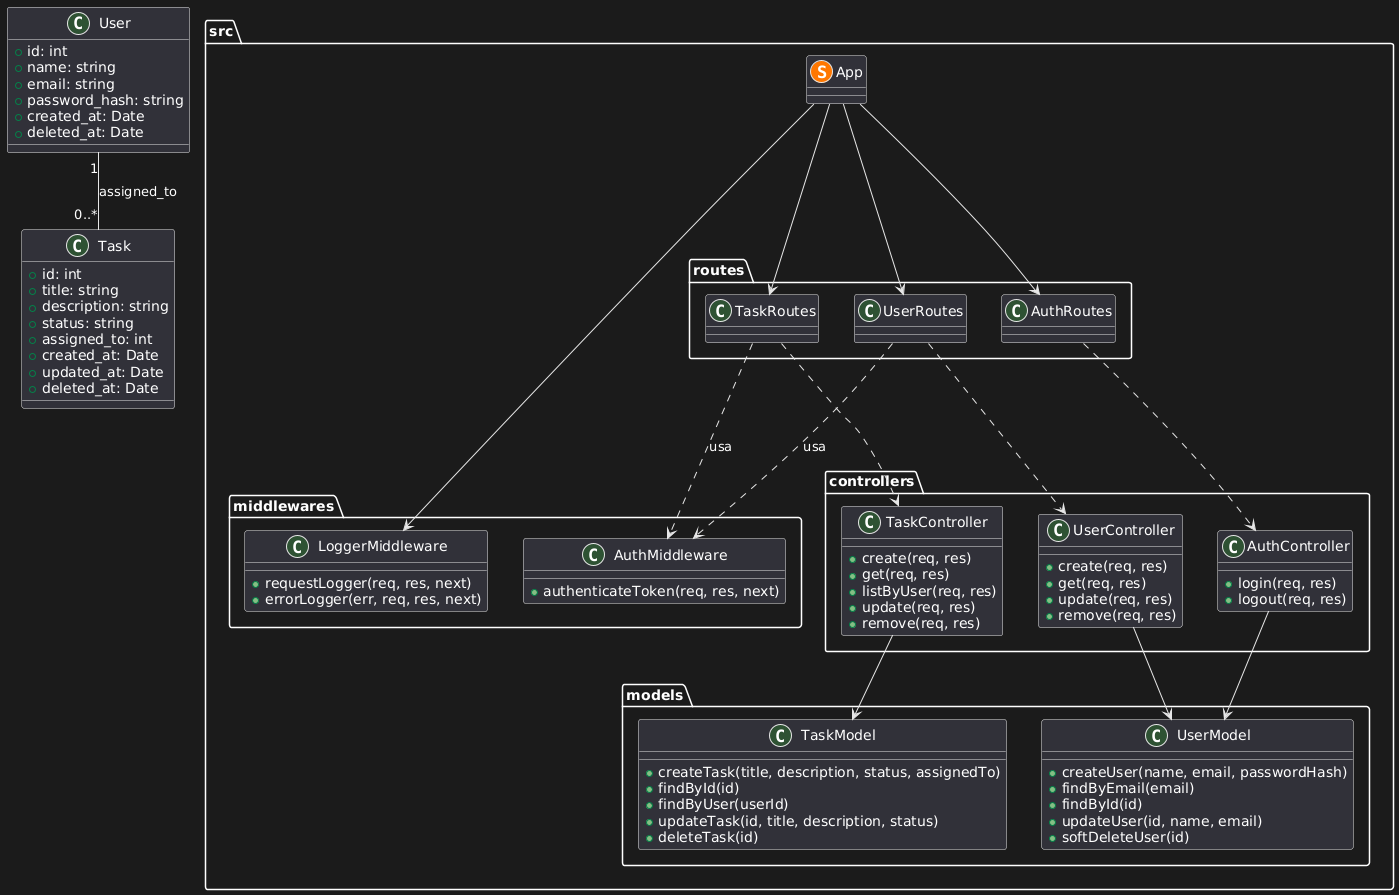 C User
id: int
name: string
email: string
password_hash: string
created_at: Date
deleted_at: Date
1
assigned_to
0..*
C Task
id: int
title: string
description: string
status: string
assigned_to: int
created_at: Date
updated_at: Date
deleted_at: Date
src
S App
routes
C TaskRoutes
C UserRoutes
C AuthRoutes
usa
usa
middlewares
C LoggerMiddleware
requestLogger(req, res, next)
errorLogger(err, req, res, next)
C AuthMiddleware
authenticateToken(req, res, next)
controllers
C TaskController
create(req, res)
get(req, res)
listByUser(req, res)
update(req, res)
remove(req, res)
C UserController
create(req, res)
get(req, res)
update(req, res)
remove(req, res)
C AuthController
login(req, res)
logout(req, res)
models
C TaskModel
createTask(title, description, status, assignedTo)
findById(id)
findByUser(userId)
updateTask(id, title, description, status)
deleteTask(id)
C UserModel
createUser(name, email, passwordHash)
findByEmail(email)
findById(id)
updateUser(id, name, email)
softDeleteUser(id)